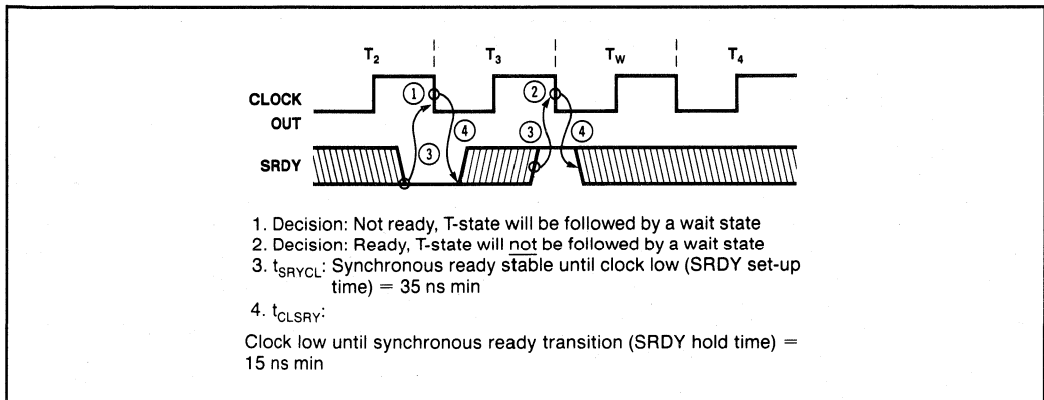 T2 T3 TW T4
CLOCK
OUT
1 2
4 3 4
3
SRDY
1. Decision: Not ready, T-state will be followed by a wait state
2. Decision: Ready, T-state will not be followed by a wait state
3. tSRYCL: Synchronous ready stable until clock low (SRDY set-up
time) = 35 ns min
4. tCLSRY:
Clock low until synchronous ready transition (SRDY hold time) =
15 ns min